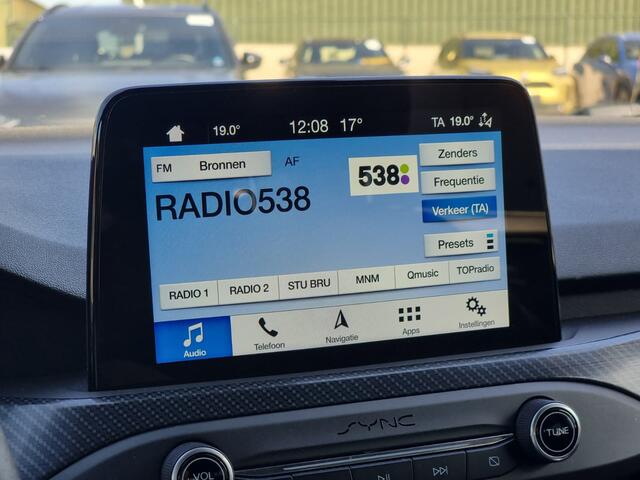 19.0° 12:08 17° TA 19.0°
FM Bronnen AF
538
Zenders
RADIO538
Frequentie
Verkeer (TA)
Presets
RADIO 1 RADIO 2 STU BRU MNM Qmusic TOPradio
Audio Telefoon Navigatie Apps Instellingen
SYNC
VOL TUNE